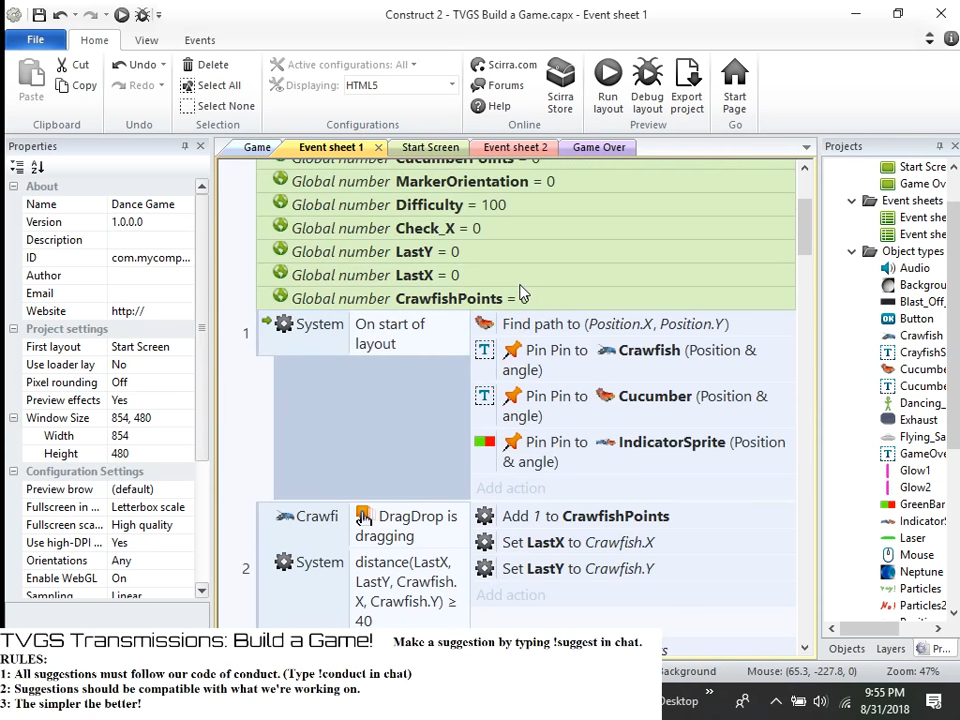 Construct 2 - TVGS Build a Game.capx - Event sheet 1
File Home View Events
Paste
Cut
Copy
Clipboard
Undo
Redo
Undo
Delete
Select All
Select None
Selection
Active configurations: All
Displaying: HTML5
Configurations
Scirra.com
Forums
Help
Scirra Store
Online
Run layout
Debug layout
Export project
Preview
Start Page
Go
Properties
About
Name Dance Game
Version 1.0.0.0
Description
ID com.mycomp...
Author
Email
Website http://
Project settings
First layout Start Screen
Use loader lay No
Pixel rounding Off
Preview effects Yes
Window Size 854, 480
Width 854
Height 480
Configuration Settings
Preview brow (default)
Fullscreen in ... Letterbox scale
Fullscreen sca... High quality
Use high-DPI ... Yes
Orientations Any
Enable WebGL On
Sampling Linear
Game Event sheet 1 Start Screen Event sheet 2 Game Over
Global number CucumberPoints = 0
Global number MarkerOrientation = 0
Global number Difficulty = 100
Global number Check_X = 0
Global number LastY = 0
Global number LastX = 0
Global number CrawfishPoints =
1 System On start of layout
Find path to (Position.X, Position.Y)
Pin Pin to Crawfish (Position & angle)
Pin Pin to Cucumber (Position & angle)
Pin Pin to IndicatorSprite (Position & angle)
Add action
2 Crawfi DragDrop is dragging
System distance(LastX, LastY, Crawfish.X, Crawfish.Y) ≥ 40
Add 1 to CrawfishPoints
Set LastX to Crawfish.X
Set LastY to Crawfish.Y
Add action
Projects
Start Scre
Game Ov
Event sheets
Event she
Event she
Object types
Audio
Backgrou
Blast_Off_
Button
Crawfish
CrayfishS
Cucumbe
Cucumbe
Dancing_
Exhaust
Flying_Sa
GameOve
Glow1
Glow2
GreenBar
Indicator
Laser
Mouse
Neptune
Particles
Particles2
Objects Layers Pr...
ackground Mouse: (65.3, -227.8, 0) Zoom: 47%
TVGS Transmissions: Build a Game! Make a suggestion by typing !suggest in chat.
RULES:
1: All suggestions must follow our code of conduct. (Type !conduct in chat)
2: Suggestions should be compatible with what we're working on.
3: The simpler the better!
Desktop
9:55 PM
8/31/2018